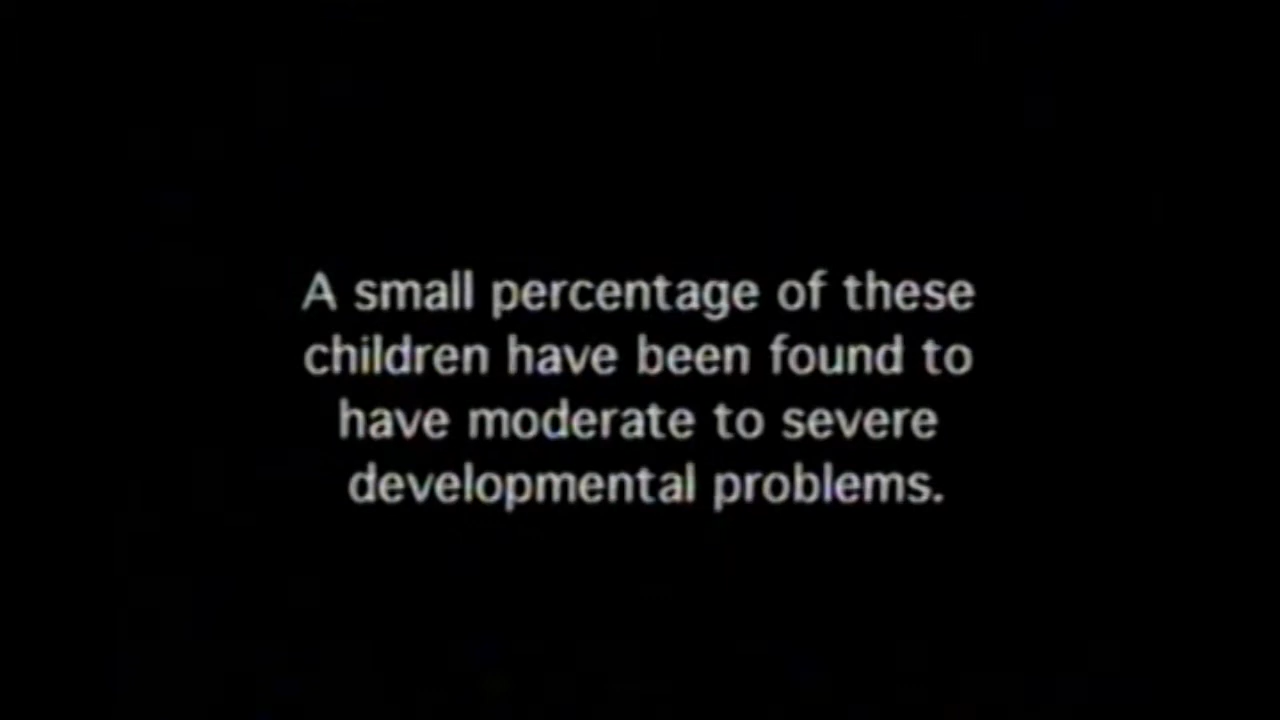 A small percentage of these
children have been found to
have moderate to severe
developmental problems.